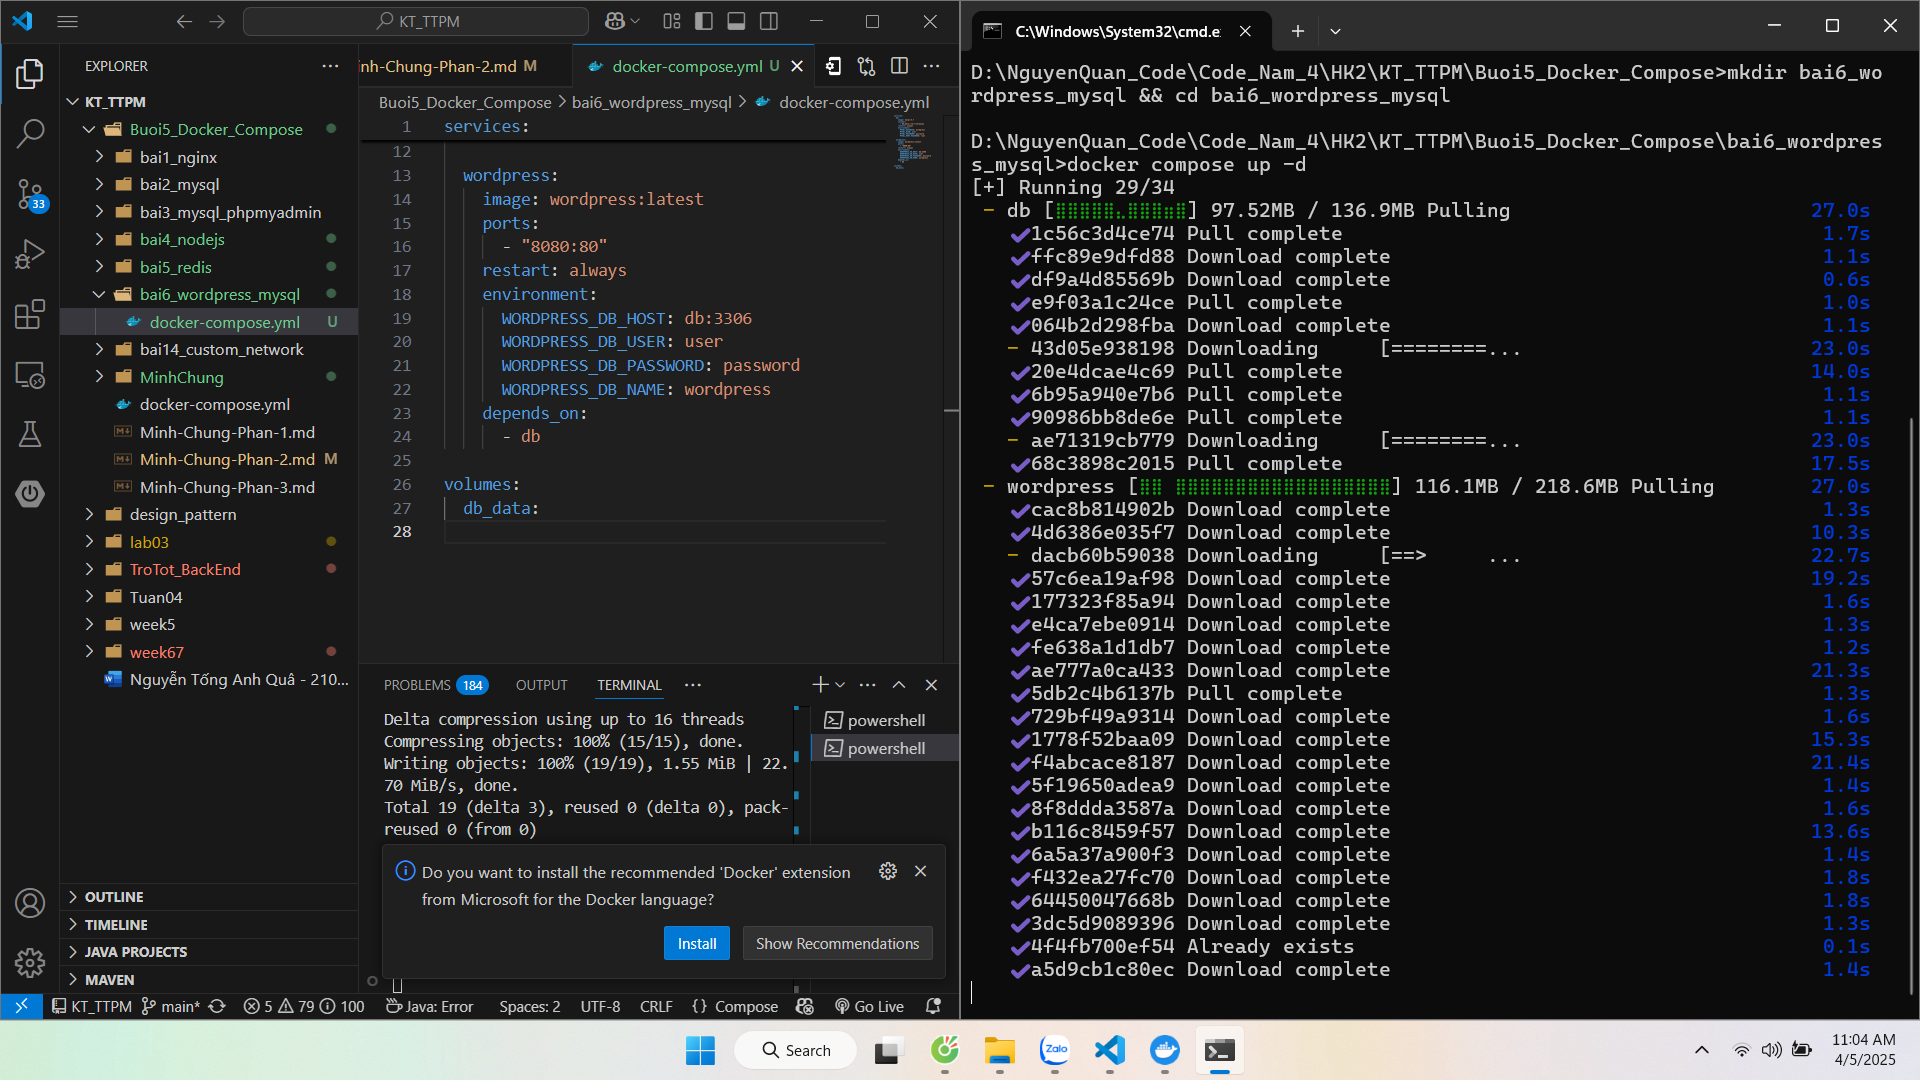 KT_TTPM
EXPLORER
KT_TTPM
Buoi5_Docker_Compose
bai1_nginx
bai2_mysql
bai3_mysql_phpmyadmin
bai4_nodejs
bai5_redis
bai6_wordpress_mysql
docker-compose.yml U
bai14_custom_network
MinhChung
docker-compose.yml
Minh-Chung-Phan-1.md
Minh-Chung-Phan-2.md M
Minh-Chung-Phan-3.md
design_pattern
lab03
TroTot_BackEnd
Tuan04
week5
week67
Nguyễn Tống Anh Quâ - 210...
33
OUTLINE
TIMELINE
JAVA PROJECTS
MAVEN
inh-Chung-Phan-2.md M
docker-compose.yml U
Buoi5_Docker_Compose > bai6_wordpress_mysql > docker-compose.yml
1 services:
12
13 wordpress:
14 image: wordpress:latest
15 ports:
16 - "8080:80"
17 restart: always
18 environment:
19 WORDPRESS_DB_HOST: db:3306
20 WORDPRESS_DB_USER: user
21 WORDPRESS_DB_PASSWORD: password
22 WORDPRESS_DB_NAME: wordpress
23 depends_on:
24 - db
25
26 volumes:
27 db_data:
28
PROBLEMS 184 OUTPUT TERMINAL ...
Delta compression using up to 16 threads
Compressing objects: 100% (15/15), done.
Writing objects: 100% (19/19), 1.55 MiB | 22.
70 MiB/s, done.
Total 19 (delta 3), reused 0 (delta 0), pack-
reused 0 (from 0)
powershell
powershell
Do you want to install the recommended 'Docker' extension
from Microsoft for the Docker language?
Install
Show Recommendations
KT_TTPM main* 5 79 100 Java: Error Spaces: 2 UTF-8 CRLF {} Compose Go Live
C:\Windows\System32\cmd.e
D:\NguyenQuan_Code\Code_Nam_4\HK2\KT_TTPM\Buoi5_Docker_Compose>mkdir bai6_wo
rdpress_mysql && cd bai6_wordpress_mysql
D:\NguyenQuan_Code\Code_Nam_4\HK2\KT_TTPM\Buoi5_Docker_Compose\bai6_wordpres
s_mysql>docker compose up -d
[+] Running 29/34
- db [⣿⣿⣿⣿⣿⣀⣿⣿⣿⣶⣿] 97.52MB / 136.9MB Pulling 27.0s
✔1c56c3d4ce74 Pull complete 1.7s
✔ffc89e9dfd88 Download complete 1.1s
✔df9a4d85569b Download complete 0.6s
✔e9f03a1c24ce Pull complete 1.0s
✔064b2d298fba Download complete 1.1s
- 43d05e938198 Downloading [========... 23.0s
✔20e4dcae4c69 Pull complete 14.0s
✔6b95a940e7b6 Pull complete 1.1s
✔90986bb8de6e Pull complete 1.1s
- ae71319cb779 Downloading [========... 23.0s
✔68c3898c2015 Pull complete 17.5s
- wordpress [⣿⣿ ⣿⣿⣿⣿⣿⣿⣿⣿⣿⣿⣿⣿⣿⣿⣿⣿⣿⣿] 116.1MB / 218.6MB Pulling 27.0s
✔cac8b814902b Download complete 1.3s
✔4d6386e035f7 Download complete 10.3s
- dacb60b59038 Downloading [==> ... 22.7s
✔57c6ea19af98 Download complete 19.2s
✔177323f85a94 Download complete 1.6s
✔e4ca7ebe0914 Download complete 1.3s
✔fe638a1d1db7 Download complete 1.2s
✔ae777a0ca433 Download complete 21.3s
✔5db2c4b6137b Pull complete 1.3s
✔729bf49a9314 Download complete 1.6s
✔1778f52baa09 Download complete 15.3s
✔f4abcace8187 Download complete 21.4s
✔5f19650adea9 Download complete 1.4s
✔8f8ddda3587a Download complete 1.6s
✔b116c8459f57 Download complete 13.6s
✔6a5a37a900f3 Download complete 1.4s
✔f432ea27fc70 Download complete 1.8s
✔64450047668b Download complete 1.8s
✔3dc5d9089396 Download complete 1.3s
✔4f4fb700ef54 Already exists 0.1s
✔a5d9cb1c80ec Download complete 1.4s
Search
Zalo
11:04 AM
4/5/2025